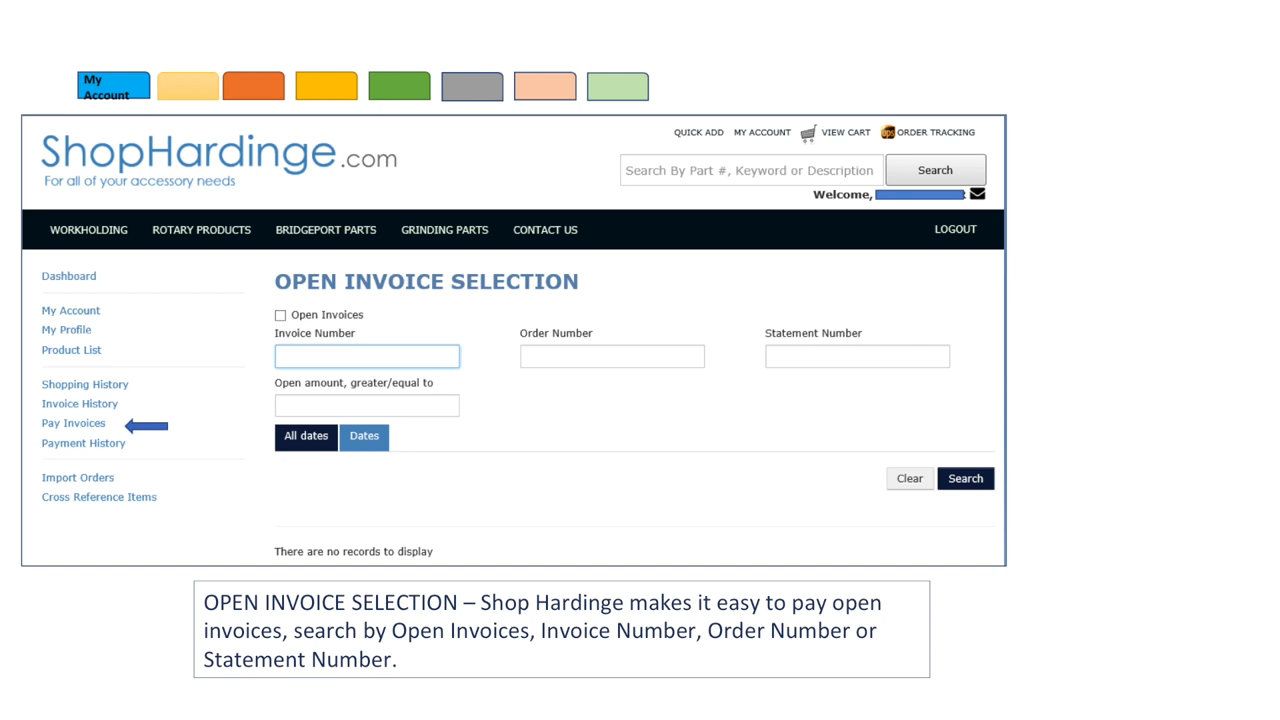 My
Account
ShopHardinge.com
For all of your accessory needs
QUICK ADD MY ACCOUNT VIEW CART ups ORDER TRACKING
Search By Part #, Keyword or Description Search
Welcome,
WORKHOLDING ROTARY PRODUCTS BRIDGEPORT PARTS GRINDING PARTS CONTACT US LOGOUT
Dashboard
My Account
My Profile
Product List
Shopping History
Invoice History
Pay Invoices
Payment History
Import Orders
Cross Reference Items
OPEN INVOICE SELECTION
Open Invoices
Invoice Number Order Number Statement Number
Open amount, greater/equal to
All dates Dates
Clear Search
There are no records to display
OPEN INVOICE SELECTION – Shop Hardinge makes it easy to pay open
invoices, search by Open Invoices, Invoice Number, Order Number or
Statement Number.